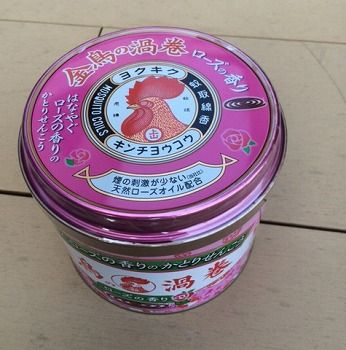 金鳥の渦巻 ローズの香り
はなやぐ
ローズの香りの
かとりせんこう
ヨクキク
MOSQUITO COILS
蚊取線香
キンチョウコウ
煙の刺激が少ない
天然ローズオイル配合
ローズの香りのかとりせんこう
鳥 渦巻
ローズの香り